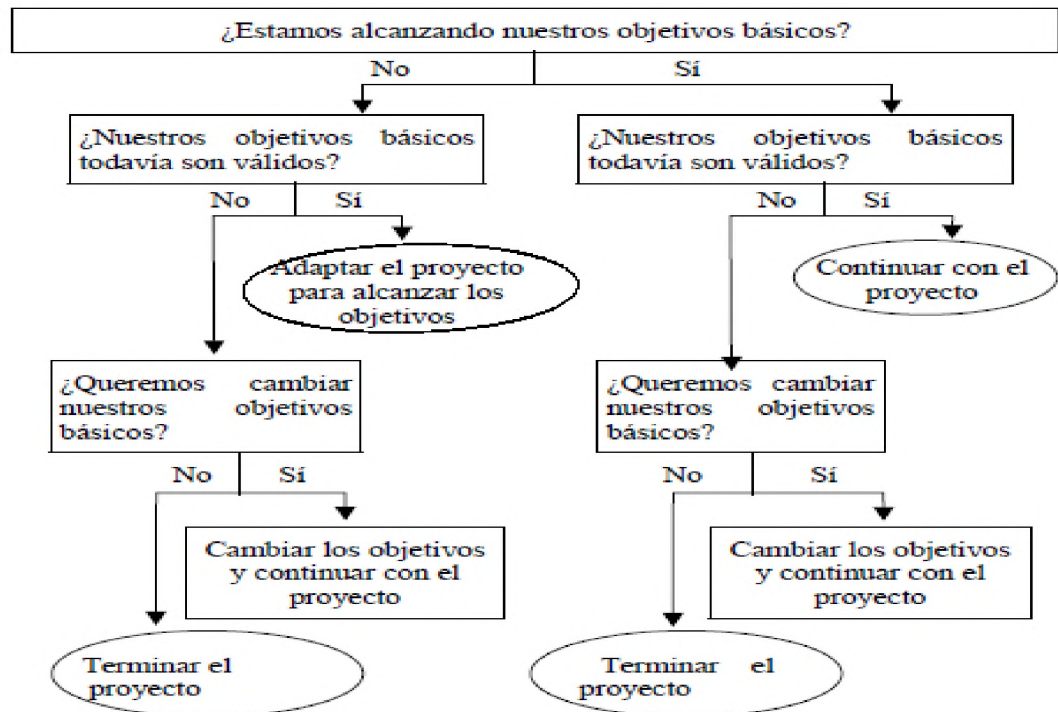 ¿Estamos alcanzando nuestros objetivos básicos?
No
Sí
¿Nuestros objetivos básicos
todavía son válidos?
¿Nuestros objetivos básicos
todavía son válidos?
No
Sí
No
Sí
Adaptar el proyecto
para alcanzar los
objetivos
Continuar con el
proyecto
¿Queremos cambiar
nuestros objetivos
básicos?
¿Queremos cambiar
nuestros objetivos
básicos?
No
Sí
No
Sí
Cambiar los objetivos
y continuar con el
proyecto
Cambiar los objetivos
y continuar con el
proyecto
Terminar el
proyecto
Terminar el
proyecto